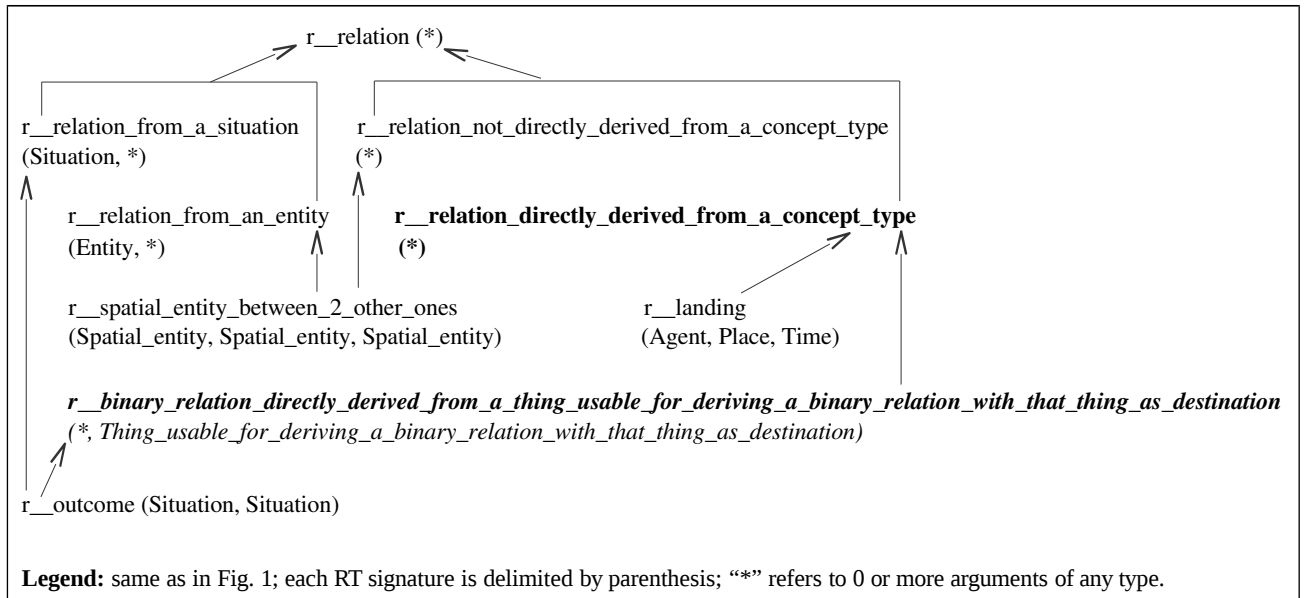 r__relation (*)
r__relation_from_a_situation
(Situation, *)
r__relation_not_directly_derived_from_a_concept_type
(*)
r__relation_from_an_entity
(Entity, *)
r__relation_directly_derived_from_a_concept_type
(*)
r__spatial_entity_between_2_other_ones
(Spatial_entity, Spatial_entity, Spatial_entity)
r__landing
(Agent, Place, Time)
r__binary_relation_directly_derived_from_a_thing_usable_for_deriving_a_binary_relation_with_that_thing_as_destination
(*, Thing_usable_for_deriving_a_binary_relation_with_that_thing_as_destination)
r__outcome (Situation, Situation)
Legend: same as in Fig. 1; each RT signature is delimited by parenthesis; “*” refers to 0 or more arguments of any type.